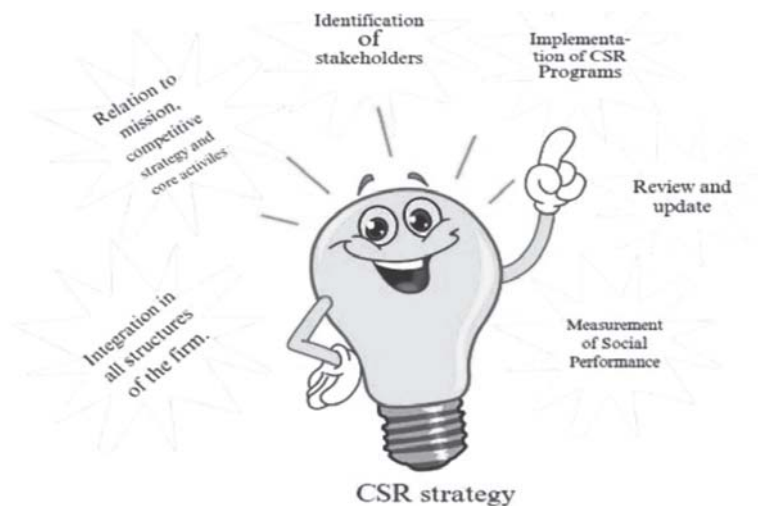 Identification
of
stakeholders
Implementa-
tion of CSR
Programs
Relation to
mission,
competitive
strategy and
core activiles
Review and
update
Integration in
all structures
of the firm.
Measurement
of Social
Performance
CSR strategy